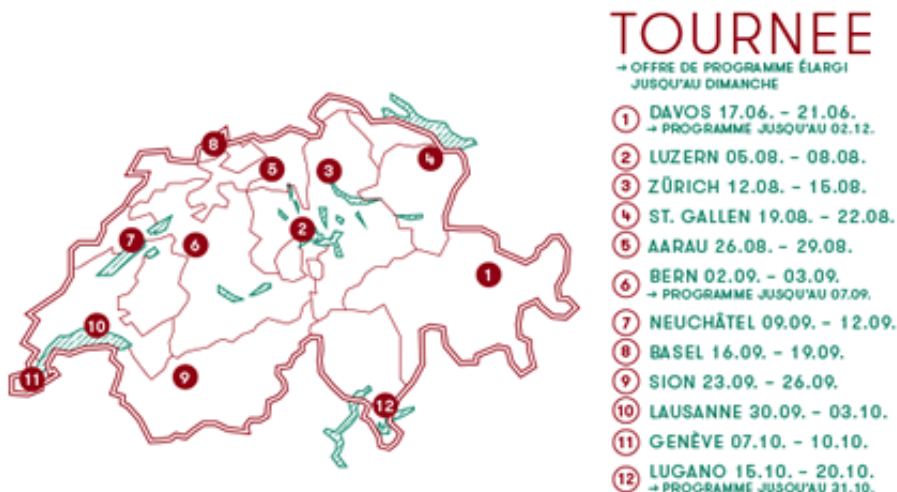 TOURNEE
→ OFFRE DE PROGRAMME ÉLARGI
JUSQU'AU DIMANCHE
1 DAVOS 17.06. – 21.06.
→ PROGRAMME JUSQU'AU 02.12.
2 LUZERN 05.08. – 08.08.
3 ZÜRICH 12.08. – 15.08.
4 ST. GALLEN 19.08. – 22.08.
5 AARAU 26.08. – 29.08.
6 BERN 02.09. – 03.09.
→ PROGRAMME JUSQU'AU 07.09.
7 NEUCHÂTEL 09.09. – 12.09.
8 BASEL 16.09. – 19.09.
9 SION 23.09. – 26.09.
10 LAUSANNE 30.09. – 03.10.
11 GENÈVE 07.10. – 10.10.
12 LUGANO 15.10. – 20.10.
→ PROGRAMME JUSQU'AU 31.10.
8
4
5
3
2
7
6
1
10
9
11
12